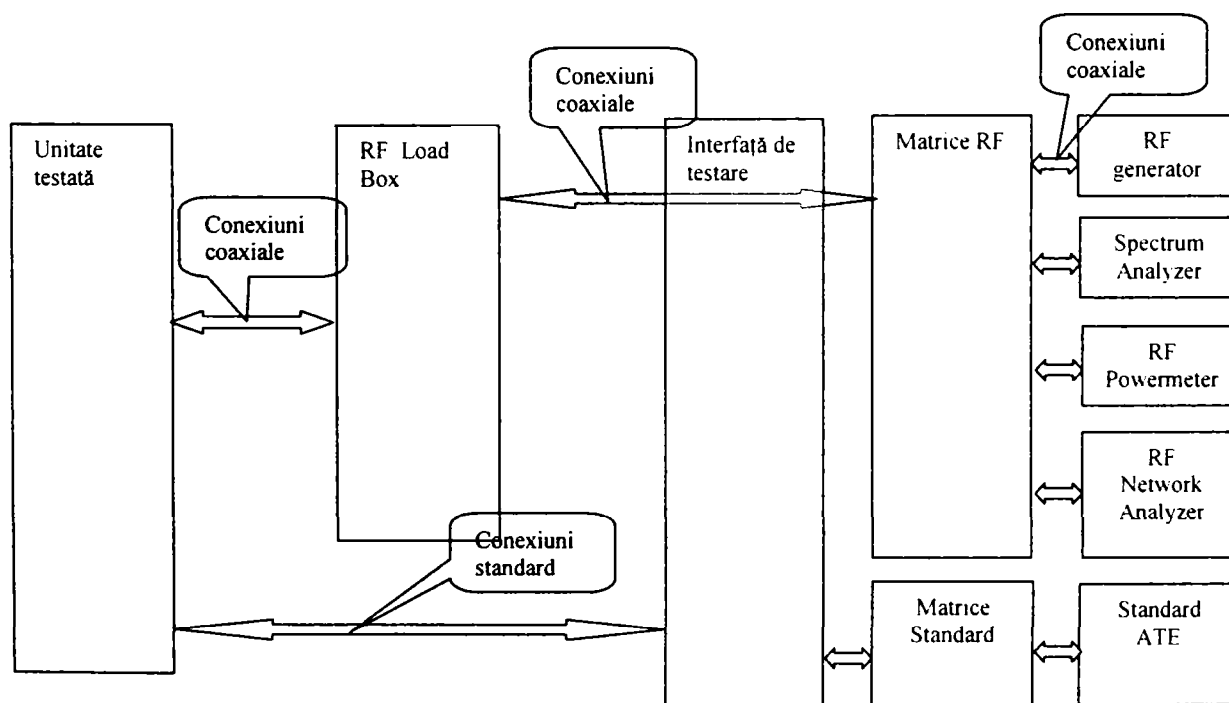 Conexiuni
coaxiale
Conexiuni
coaxiale
Unitate
testată
RF Load
Box
Interfaţă de
testare
Matrice RF
RF
generator
Conexiuni
coaxiale
Spectrum
Analyzer
RF
Powermeter
RF
Network
Analyzer
Conexiuni
standard
Matrice
Standard
Standard
ATE